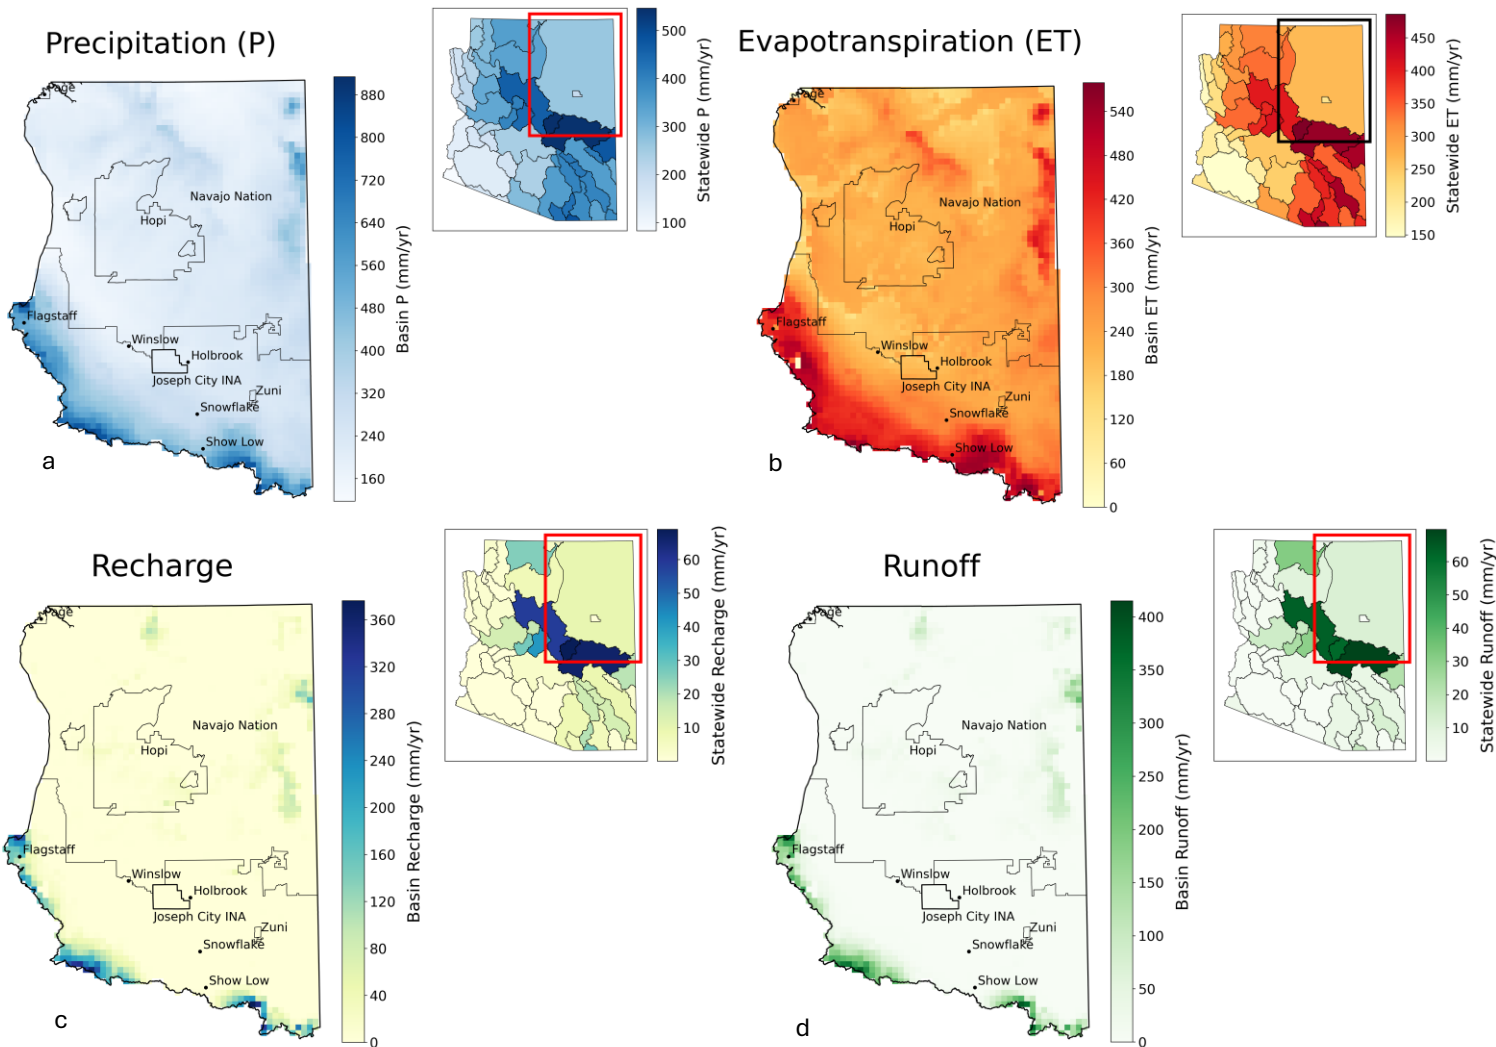 Precipitation (P)
Page
Navajo Nation
Hopi
Flagstaff
Winslow
Holbrook
Joseph City INA
Zuni
Snowflake
Show Low
a
880
800
720
640
560
480
400
320
240
160
Basin P (mm/yr)
500
400
300
200
100
Statewide P (mm/yr)
Evapotranspiration (ET)
Page
Navajo Nation
Hopi
Flagstaff
Winslow
Holbrook
Joseph City INA
Zuni
Snowflake
Show Low
b
540
480
420
360
300
240
180
120
60
0
Basin ET (mm/yr)
450
400
350
300
250
200
150
Statewide ET (mm/yr)
Recharge
Page
Navajo Nation
Hopi
Flagstaff
Winslow
Holbrook
Joseph City INA
Zuni
Snowflake
Show Low
c
360
320
280
240
200
160
120
80
40
0
Basin Recharge (mm/yr)
60
50
40
30
20
10
Statewide Recharge (mm/yr)
Runoff
Page
Navajo Nation
Hopi
Flagstaff
Winslow
Holbrook
Joseph City INA
Zuni
Snowflake
Show Low
d
400
350
300
250
200
150
100
50
0
Basin Runoff (mm/yr)
60
50
40
30
20
10
Statewide Runoff (mm/yr)